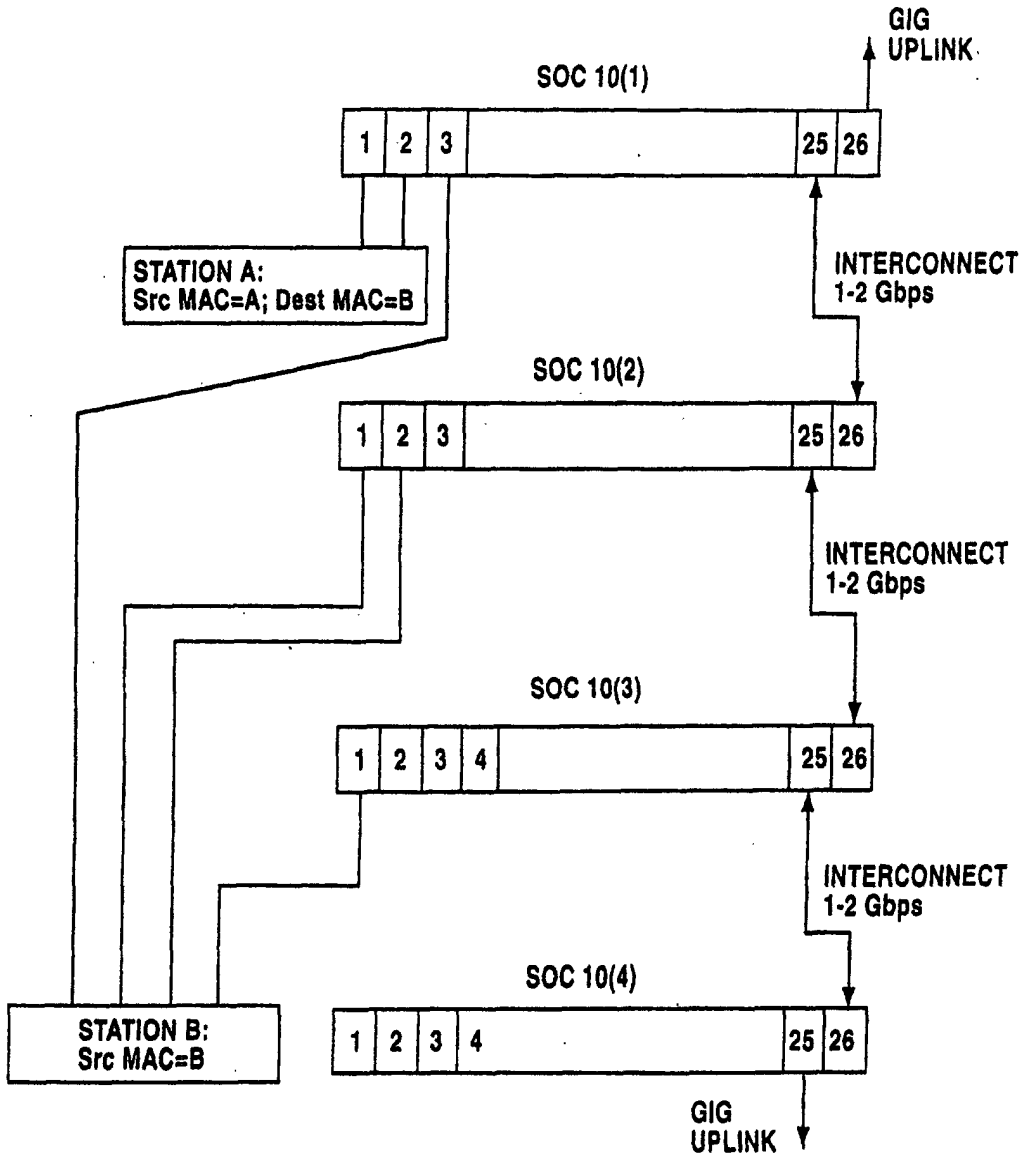 GIG
UPLINK
SOC 10(1)
1 2 3 25 26
STATION A:
Src MAC=A; Dest MAC=B
INTERCONNECT
1-2 Gbps
SOC 10(2)
1 2 3 25 26
INTERCONNECT
1-2 Gbps
SOC 10(3)
1 2 3 4 25 26
INTERCONNECT
1-2 Gbps
SOC 10(4)
STATION B:
Src MAC=B
1 2 3 4 25 26
GIG
UPLINK